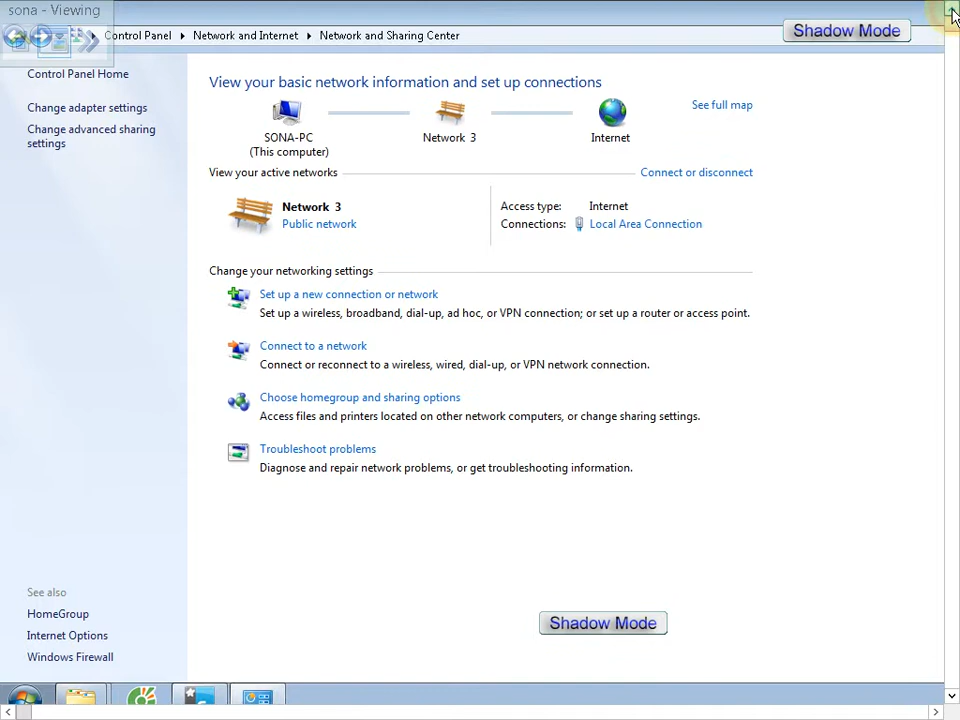 sona - Viewing
Control Panel Network and Internet Network and Sharing Center
Shadow Mode
Control Panel Home
Change adapter settings
Change advanced sharing
settings
View your basic network information and set up connections
See full map
SONA-PC
(This computer)
Network 3
Internet
View your active networks
Connect or disconnect
Network 3
Public network
Access type: Internet
Connections: Local Area Connection
Change your networking settings
Set up a new connection or network
Set up a wireless, broadband, dial-up, ad hoc, or VPN connection; or set up a router or access point.
Connect to a network
Connect or reconnect to a wireless, wired, dial-up, or VPN network connection.
Choose homegroup and sharing options
Access files and printers located on other network computers, or change sharing settings.
Troubleshoot problems
Diagnose and repair network problems, or get troubleshooting information.
See also
HomeGroup
Internet Options
Windows Firewall
Shadow Mode